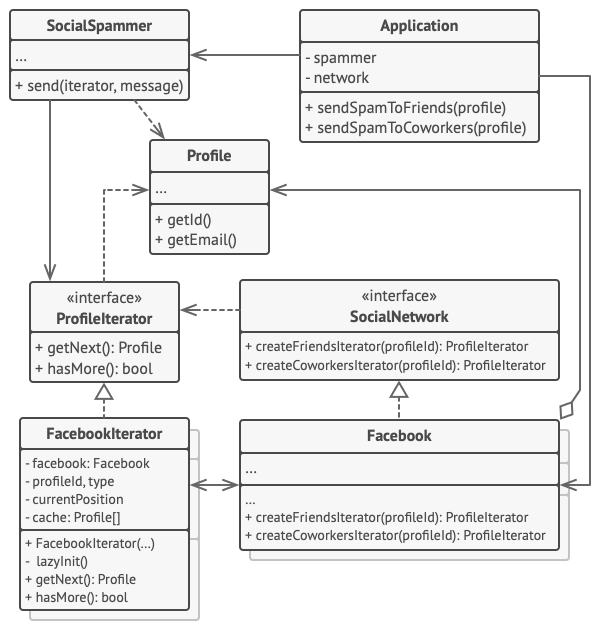 SocialSpammer
...
+ send(iterator, message)
Application
- spammer
- network
+ sendSpamToFriends(profile)
+ sendSpamToCoworkers(profile)
Profile
...
+ getId()
+ getEmail()
«interface»
ProfileIterator
+ getNext(): Profile
+ hasMore(): bool
«interface»
SocialNetwork
+ createFriendsIterator(profileId): ProfileIterator
+ createCoworkersIterator(profileId): ProfileIterator
FacebookIterator
- facebook: Facebook
- profileId, type
- currentPosition
- cache: Profile[]
+ FacebookIterator(...)
- lazyInit()
+ getNext(): Profile
+ hasMore(): bool
Facebook
...
...
+ createFriendsIterator(profileId): ProfileIterator
+ createCoworkersIterator(profileId): ProfileIterator